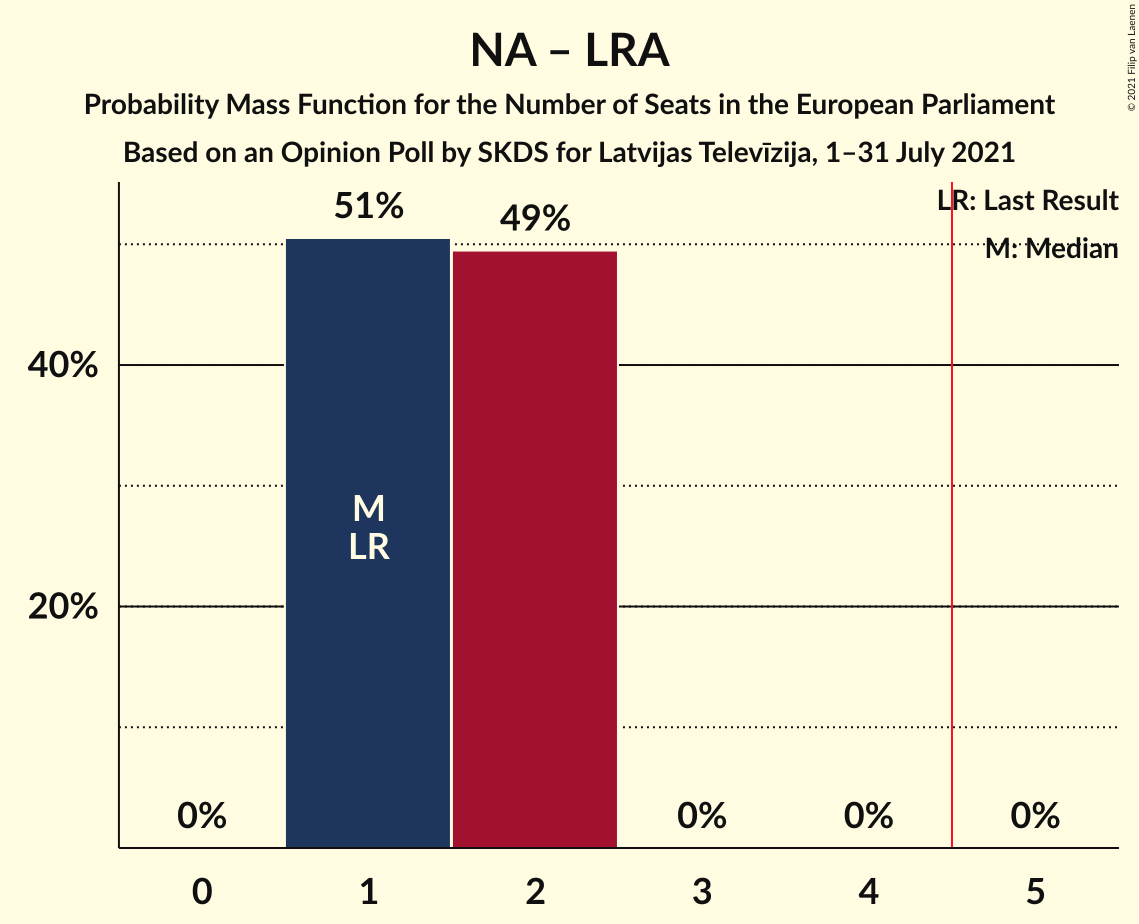 NA – LRA
Probability Mass Function for the Number of Seats in the European Parliament
Based on an Opinion Poll by SKDS for Latvijas Televīzija, 1–31 July 2021
© 2021 Filip van Laenen
LR: Last Result
M: Median
51%
49%
40%
20%
M
LR
0%
0%
0%
0%
0
1
2
3
4
5